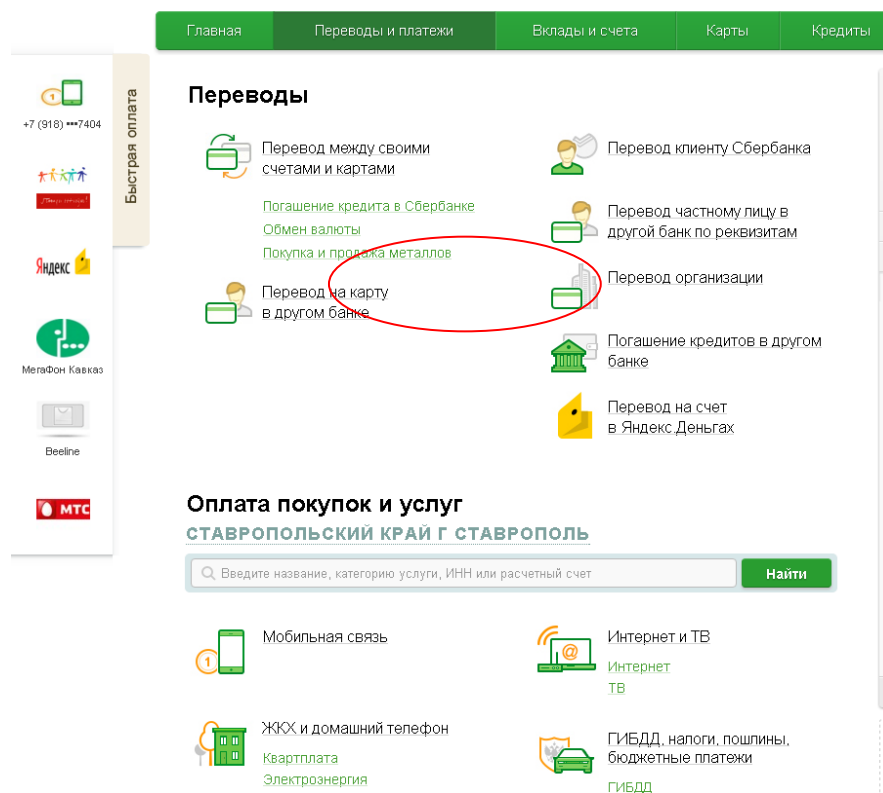 Главная
Переводы и платежи
Вклады и счета
Карты
Кредиты
+7 (918) •••7404
Яндекс
МегаФон Кавказ
Beeline
МТС
Быстрая оплата
Переводы
Перевод между своими
счетами и картами
Погашение кредита в Сбербанке
Обмен валюты
Покупка и продажа металлов
Перевод на карту
в другом банке
Перевод клиенту Сбербанка
Перевод частному лицу в
другой банк по реквизитам
Перевод организации
Погашение кредитов в другом
банке
Перевод на счет
в Яндекс.Деньгах
Оплата покупок и услуг
СТАВРОПОЛЬСКИЙ КРАЙ Г СТАВРОПОЛЬ
Введите название, категорию услуги, ИНН или расчетный счет
Найти
Мобильная связь
Интернет и ТВ
Интернет
ТВ
ЖКХ и домашний телефон
Квартплата
Электроэнергия
ГИБДД, налоги, пошлины,
бюджетные платежи
ГИБДД